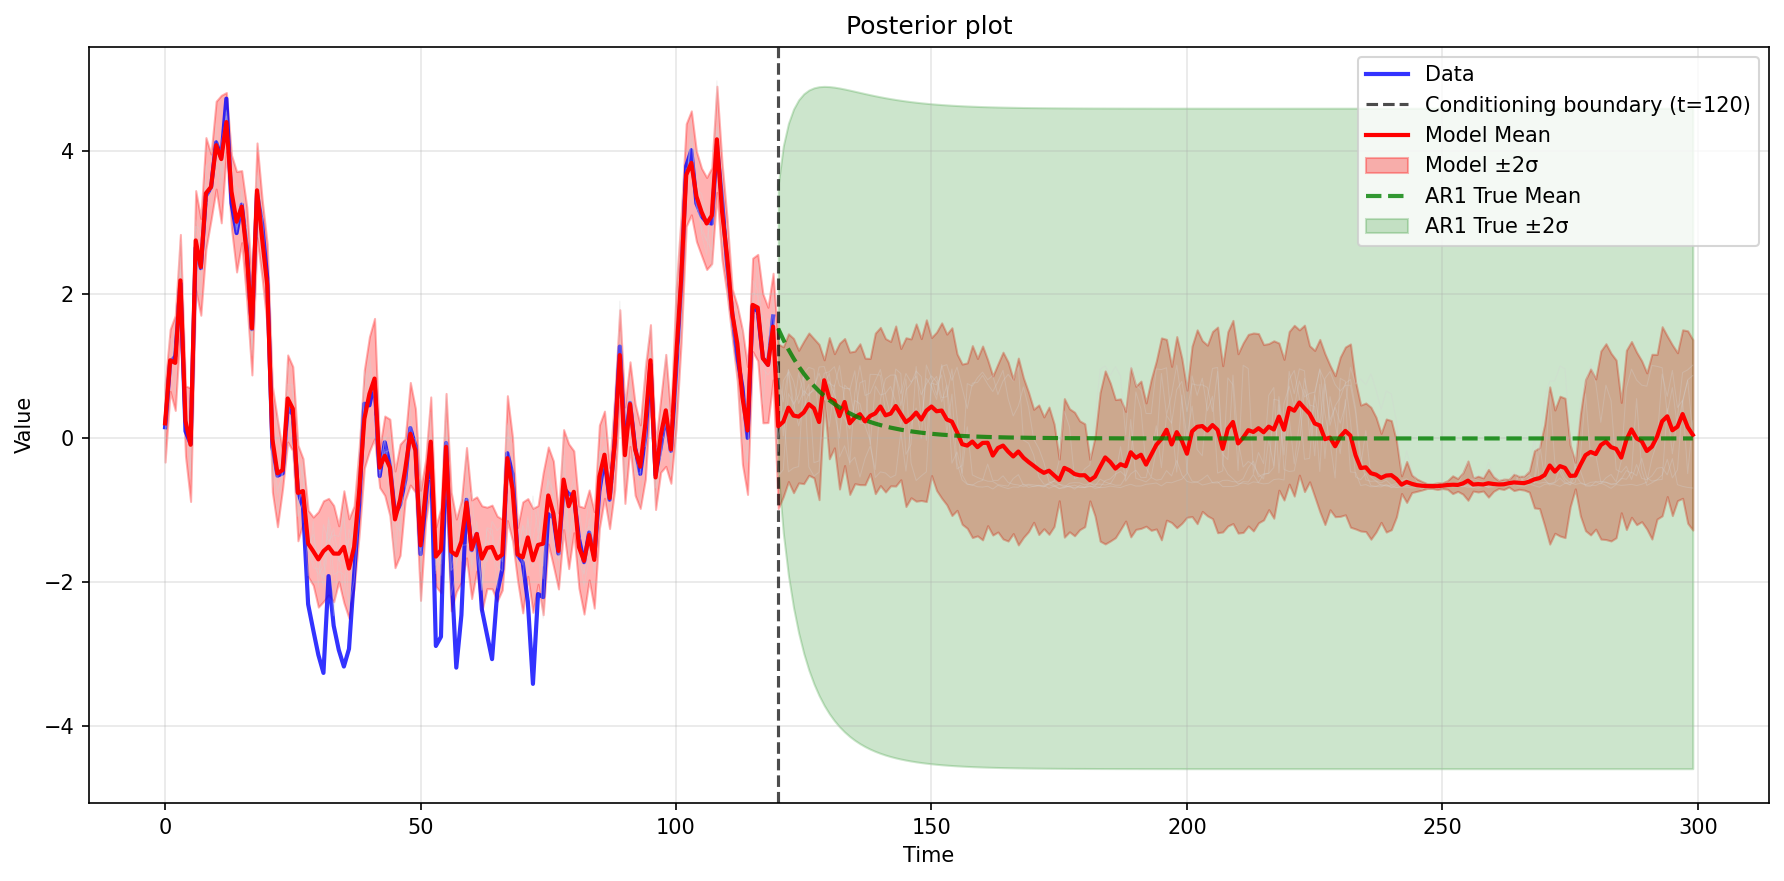 Posterior plot
Value
4
2
0
−2
−4
0
50
100
150
200
250
300
Time
Data
Conditioning boundary (t=120)
Model Mean
Model ±2σ
AR1 True Mean
AR1 True ±2σ